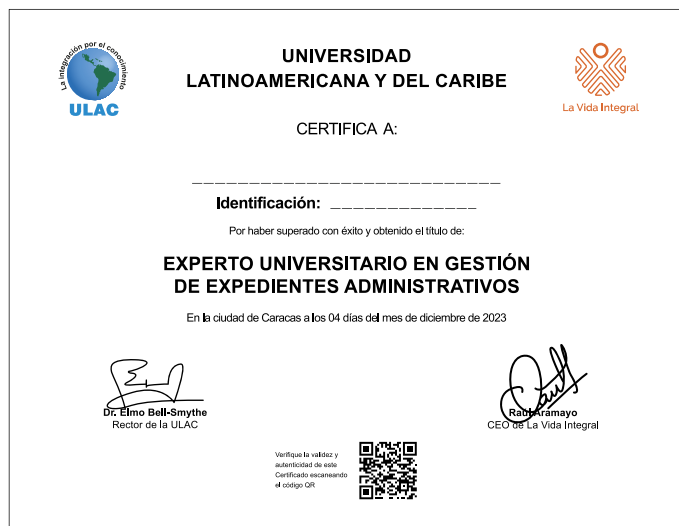 La integración por el conocimiento
ULAC
UNIVERSIDAD
LATINOAMERICANA Y DEL CARIBE
La Vida Integral
CERTIFICA A:
Identificación:
Por haber superado con éxito y obtenido el título de:
EXPERTO UNIVERSITARIO EN GESTIÓN
DE EXPEDIENTES ADMINISTRATIVOS
En la ciudad de Caracas a los 04 días del mes de diciembre de 2023
Dr. Elmo Bell-Smythe
Rector de la ULAC
Raúl Aramayo
CEO de La Vida Integral
Verifique la validez y
autenticidad de este
Certificado escaneando
el código QR